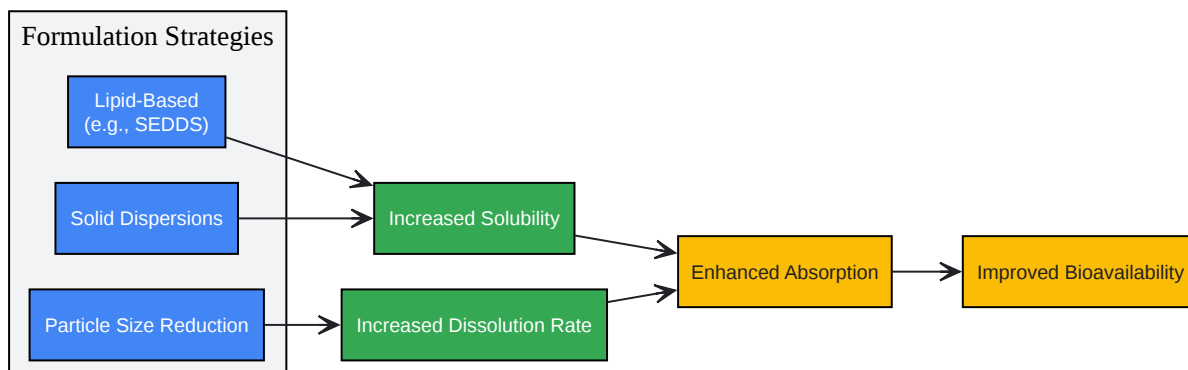 Formulation Strategies
Lipid-Based
(e.g., SEDDS)
Solid Dispersions
Increased Solubility
Enhanced Absorption
Improved Bioavailability
Particle Size Reduction
Increased Dissolution Rate